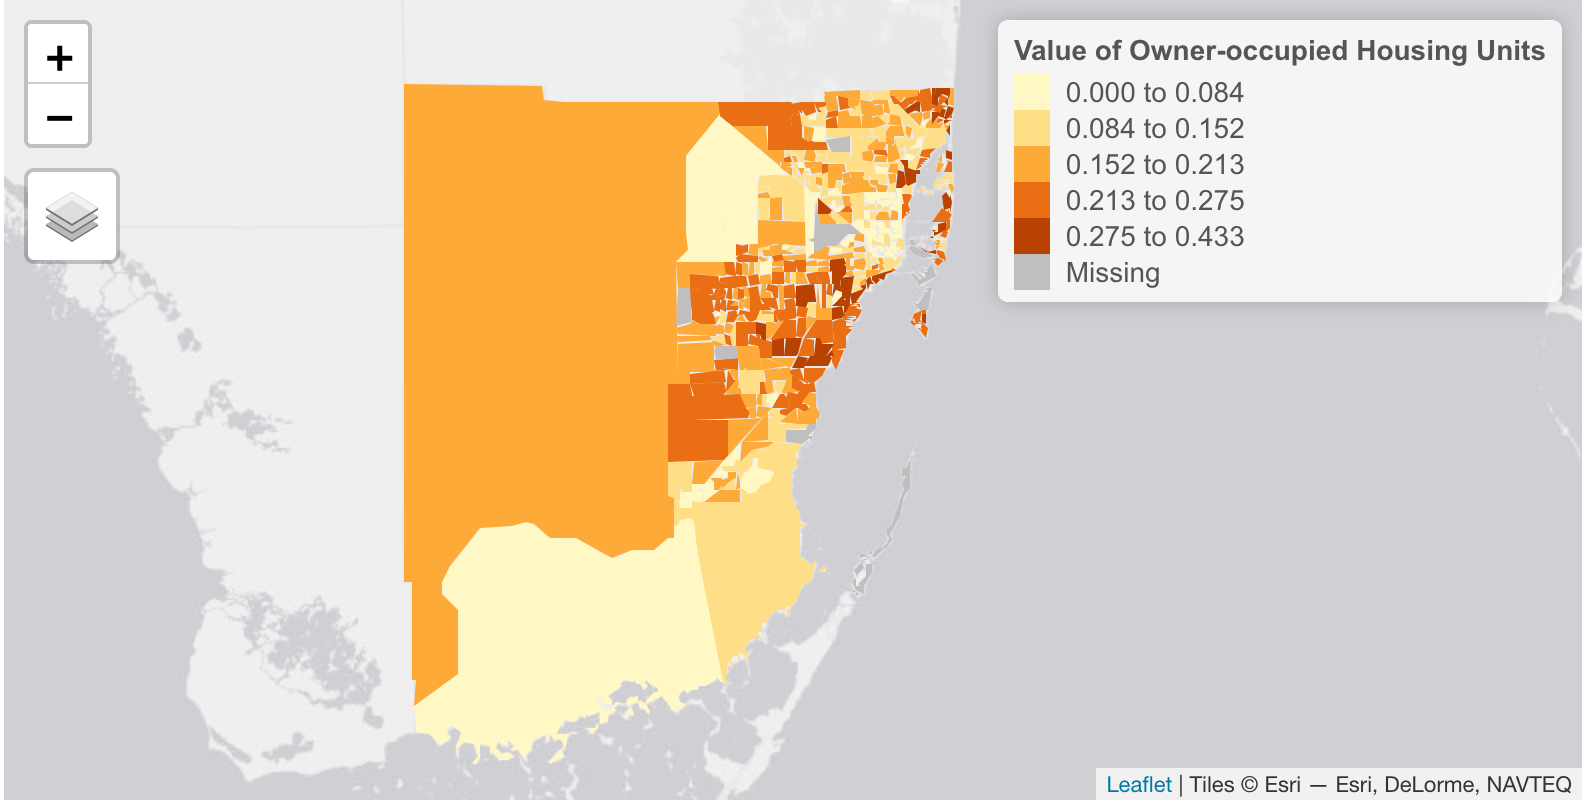 +
−
Value of Owner-occupied Housing Units
0.000 to 0.084
0.084 to 0.152
0.152 to 0.213
0.213 to 0.275
0.275 to 0.433
Missing
Leaflet | Tiles © Esri — Esri, DeLorme, NAVTEQ